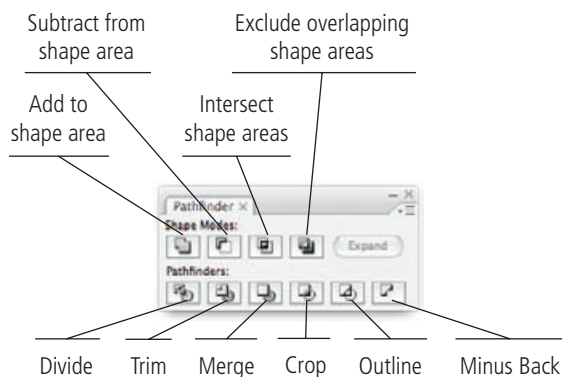 Subtract from
shape area
Exclude overlapping
shape areas
Add to
shape area
Intersect
shape areas
Pathfinder
Shape Modes:
Expand
Pathfinders:
Divide
Trim
Merge
Crop
Outline
Minus Back